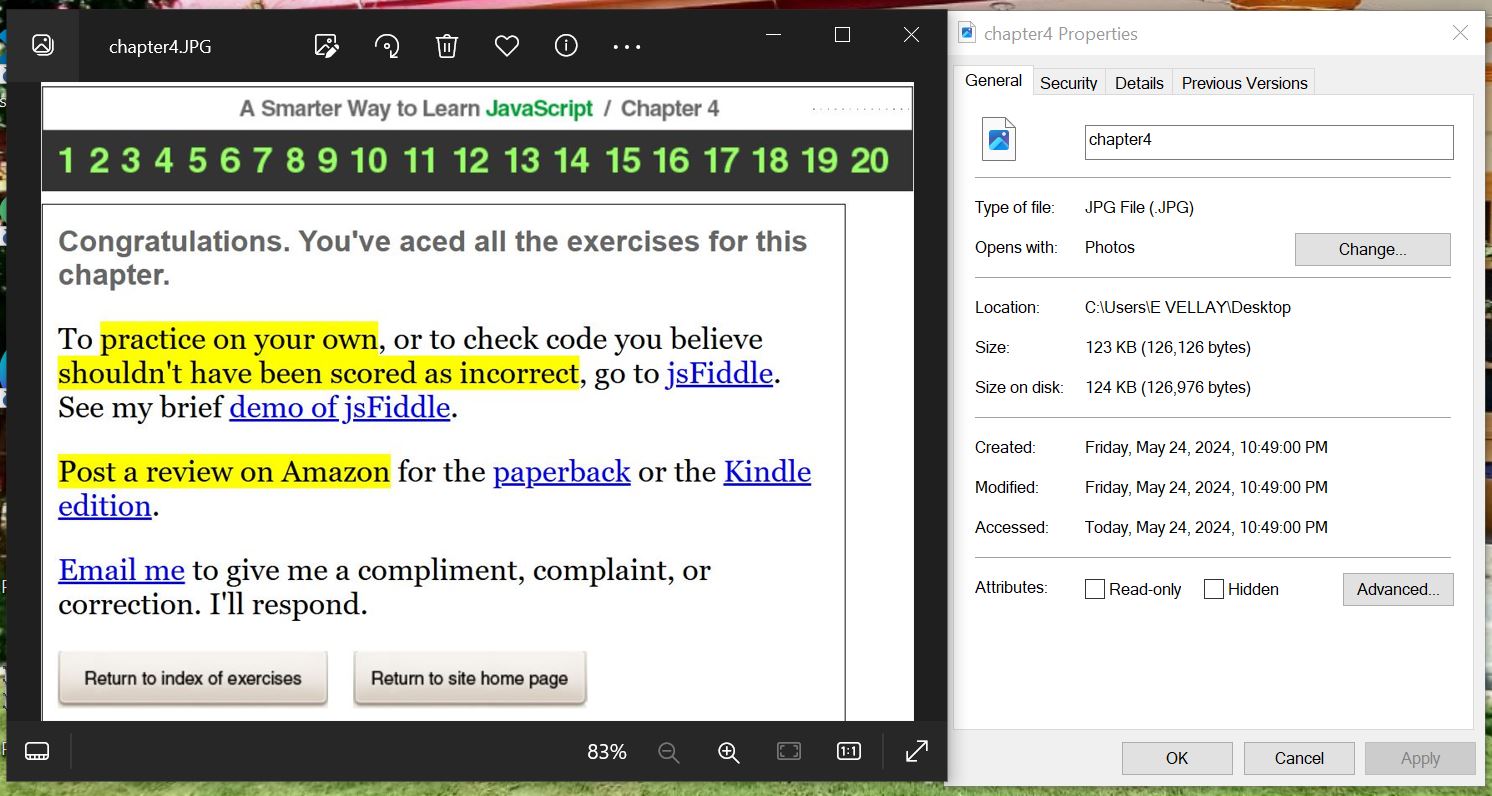 chapter4.JPG
A Smarter Way to Learn JavaScript / Chapter 4
1 2 3 4 5 6 7 8 9 10 11 12 13 14 15 16 17 18 19 20
Congratulations. You've aced all the exercises for this
chapter.
To practice on your own, or to check code you believe
shouldn't have been scored as incorrect, go to jsFiddle.
See my brief demo of jsFiddle.
Post a review on Amazon for the paperback or the Kindle
edition.
Email me to give me a compliment, complaint, or
correction. I'll respond.
Return to index of exercises Return to site home page
83% 1:1
chapter4 Properties
General Security Details Previous Versions
chapter4
Type of file: JPG File (.JPG)
Opens with: Photos Change...
Location: C:\Users\E VELLAY\Desktop
Size: 123 KB (126,126 bytes)
Size on disk: 124 KB (126,976 bytes)
Created: Friday, May 24, 2024, 10:49:00 PM
Modified: Friday, May 24, 2024, 10:49:00 PM
Accessed: Today, May 24, 2024, 10:49:00 PM
Attributes: Read-only Hidden Advanced...
OK Cancel Apply